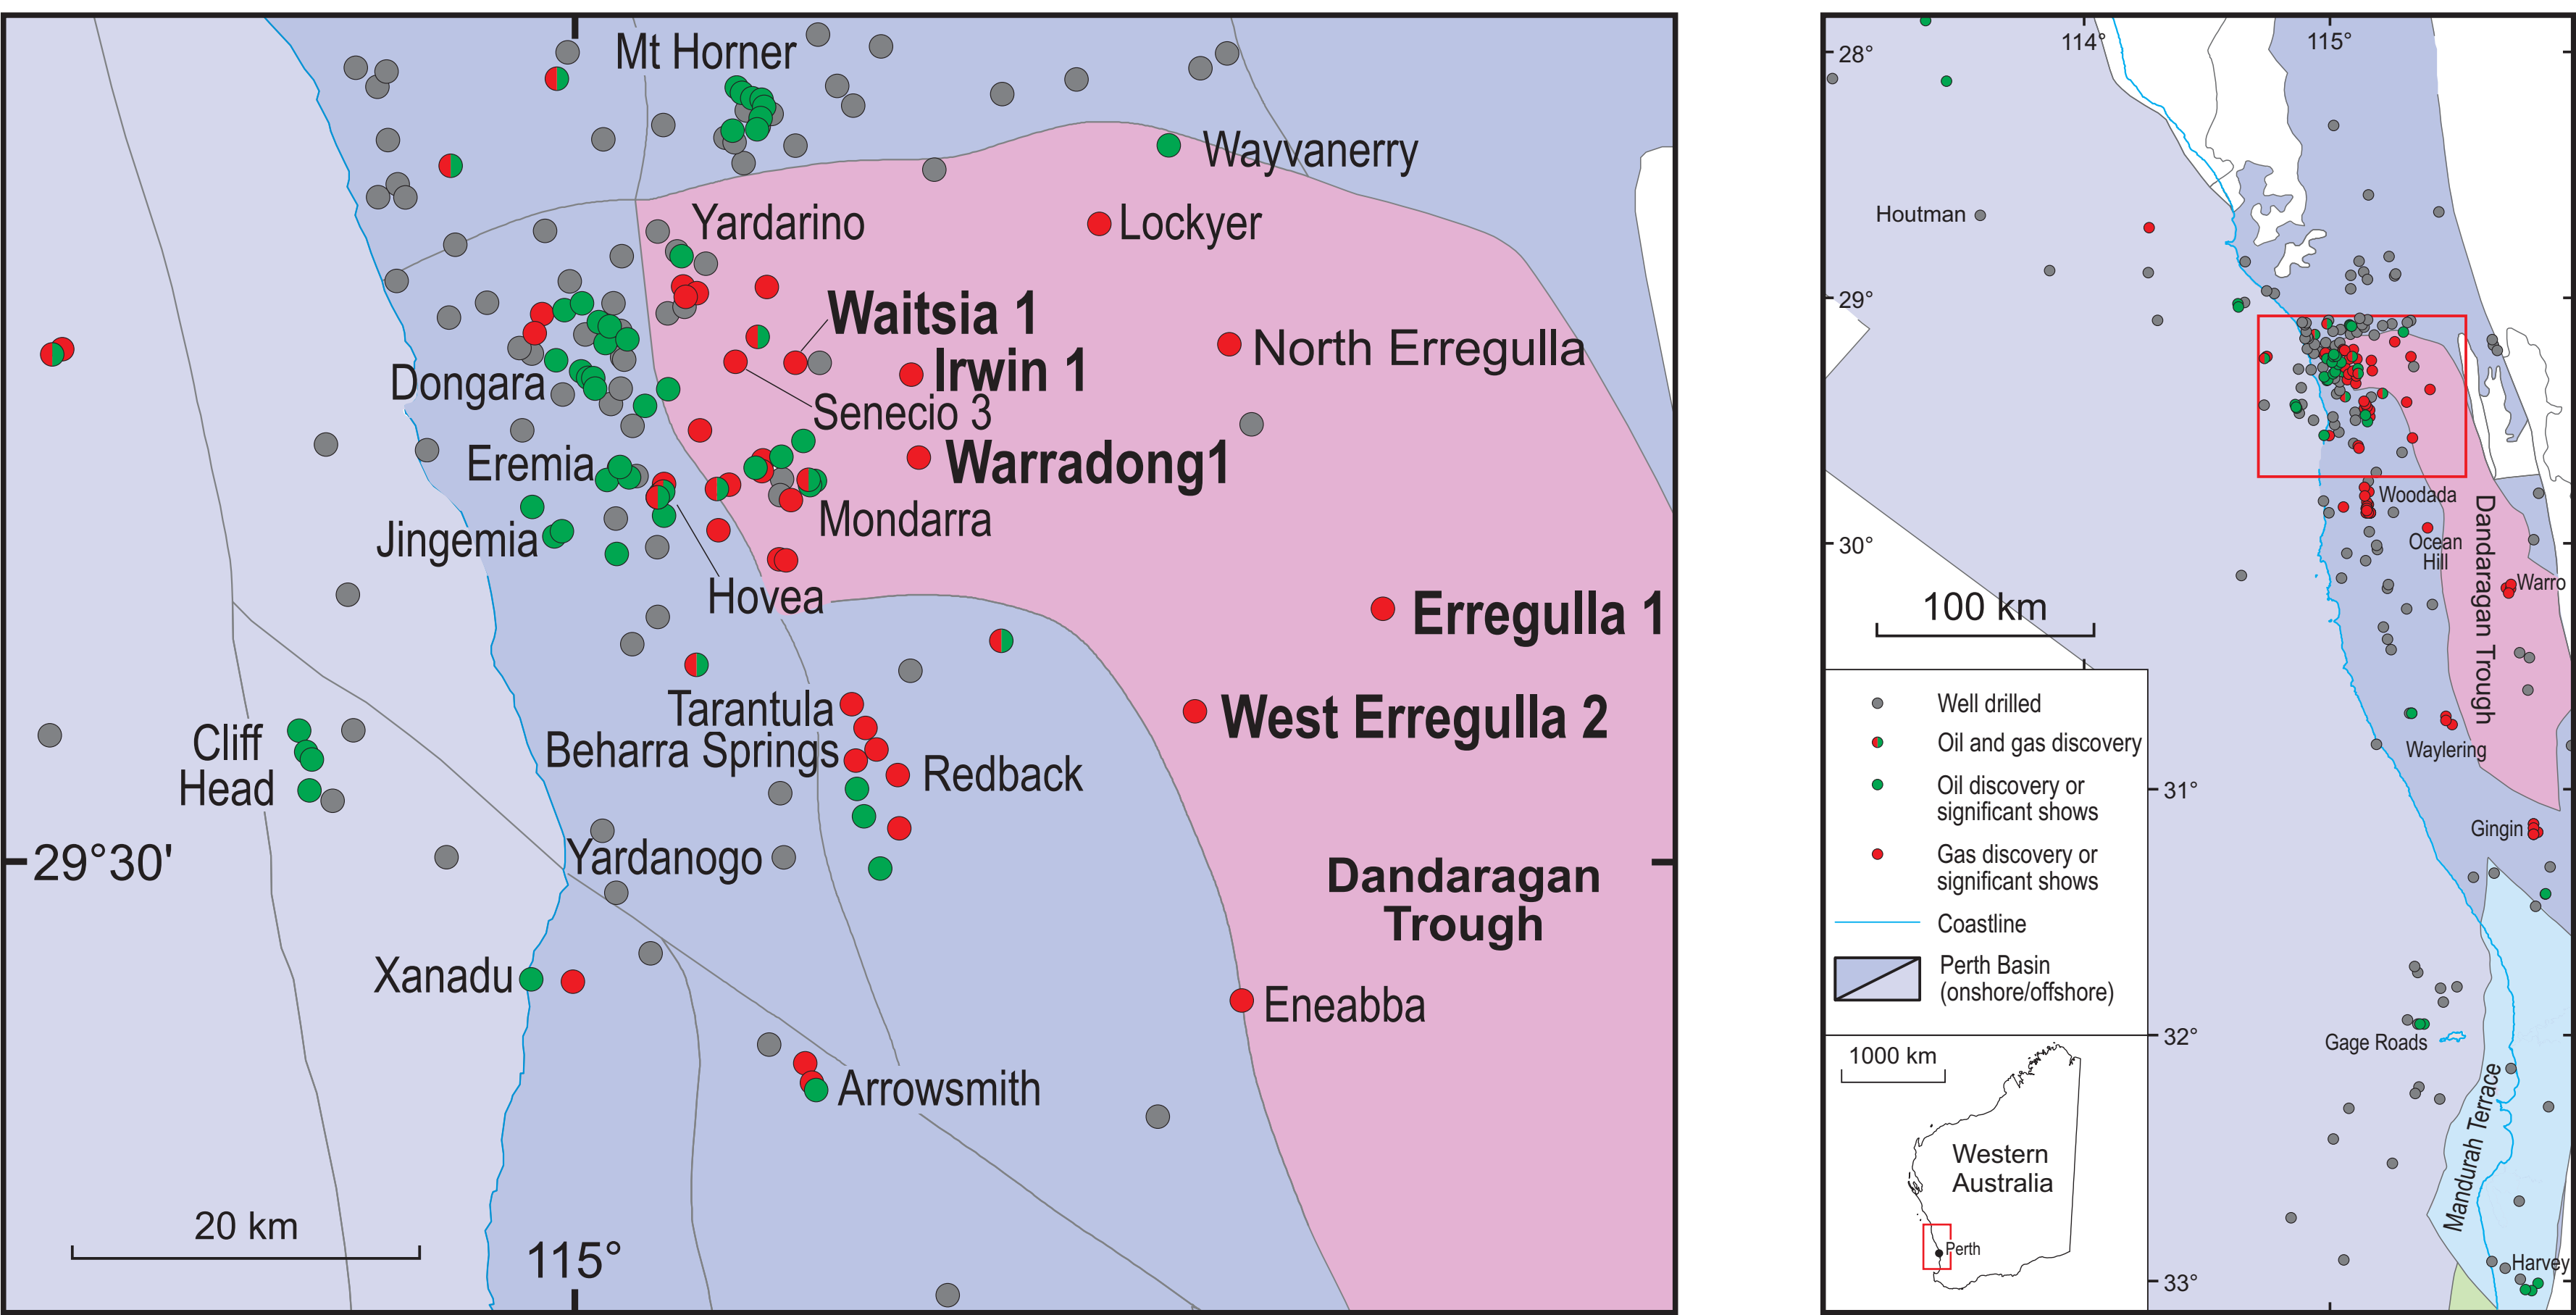 Mt Horner
Wayvanerry
Yardarino
Lockyer
Waitsia 1
North Erregulla
Irwin 1
Dongara
Senecio 3
Eremia
Warradong1
Mondarra
Jingemia
Hovea
Erregulla 1
Tarantula
West Erregulla 2
Cliff
Head
Beharra Springs
Redback
29°30'
Yardanogo
Dandaragan
Trough
Xanadu
Eneabba
Arrowsmith
20 km
115°
114°
115°
28°
Houtman
29°
Woodada
30°
Ocean
Hill
Dandaragan Trough
Warro
100 km
Well drilled
Oil and gas discovery
Oil discovery or
significant shows
Gas discovery or
significant shows
Coastline
Perth Basin
(onshore/offshore)
Waylering
31°
Gingin
32°
Gage Roads
Mandurah Terrace
1000 km
Western
Australia
Perth
Harvey
33°